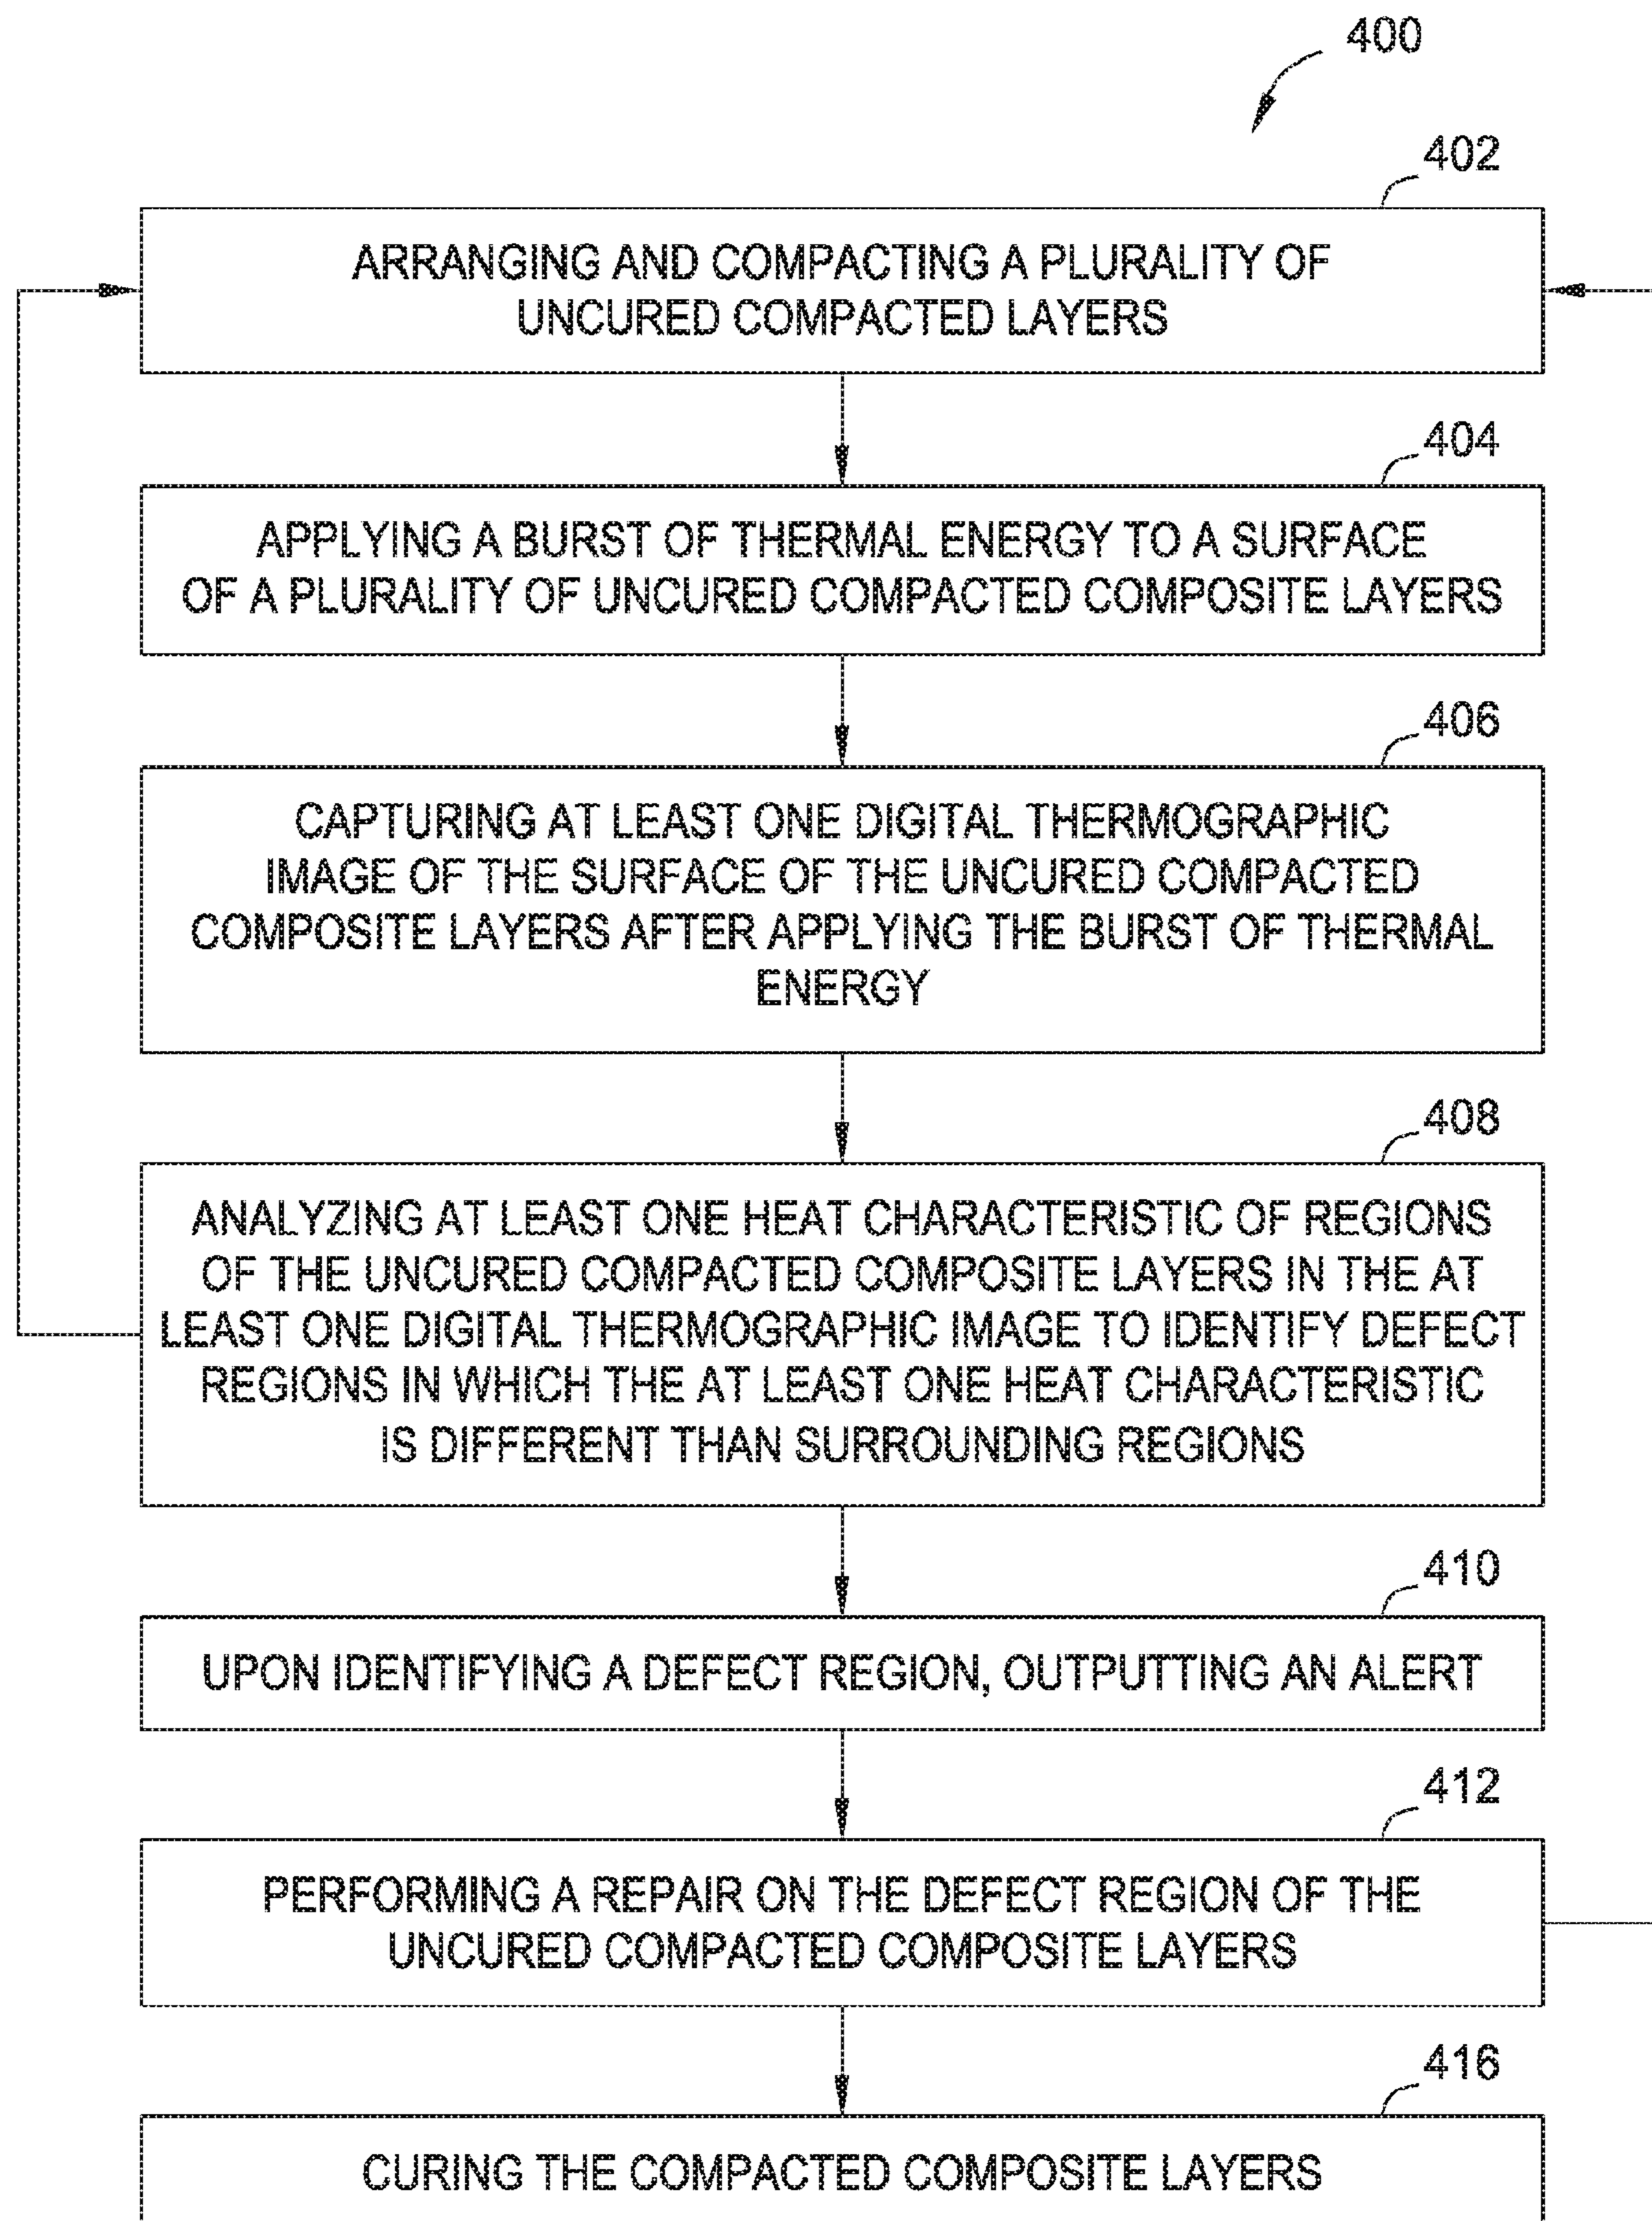 400
402
ARRANGING AND COMPACTING A PLURALITY OF
UNCURED COMPACTED LAYERS
404
APPLYING A BURST OF THERMAL ENERGY TO A SURFACE
OF A PLURALITY OF UNCURED COMPACTED COMPOSITE LAYERS
406
CAPTURING AT LEAST ONE DIGITAL THERMOGRAPHIC
IMAGE OF THE SURFACE OF THE UNCURED COMPACTED
COMPOSITE LAYERS AFTER APPLYING THE BURST OF THERMAL
ENERGY
408
ANALYZING AT LEAST ONE HEAT CHARACTERISTIC OF REGIONS
OF THE UNCURED COMPACTED COMPOSITE LAYERS IN THE AT
LEAST ONE DIGITAL THERMOGRAPHIC IMAGE TO IDENTIFY DEFECT
REGIONS IN WHICH THE AT LEAST ONE HEAT CHARACTERISTIC
IS DIFFERENT THAN SURROUNDING REGIONS
410
UPON IDENTIFYING A DEFECT REGION, OUTPUTTING AN ALERT
412
PERFORMING A REPAIR ON THE DEFECT REGION OF THE
UNCURED COMPACTED COMPOSITE LAYERS
416
CURING THE COMPACTED COMPOSITE LAYERS